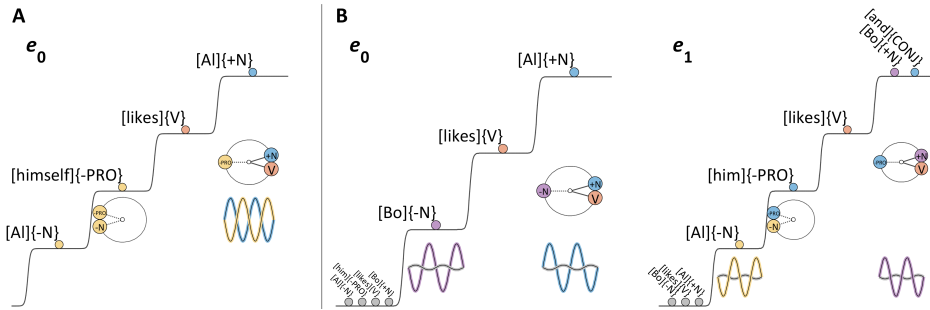 A
e0
[Al]{+N}
[likes]{V}
[himself]{-PRO}
[Al]{-N}
-PRO
+N
V
-PRO
-N
B
e0
[Al]{+N}
[likes]{V}
[Bo]{-N}
-N
+N
V
[Al]{-N}
[him]{-PRO}
[likes]{V}
[Bo]{+N}
e1
[and]{CONJ}
[Bo]{+N}
[likes]{V}
[him]{-PRO}
[Al]{-N}
-PRO
+N
V
-PRO
-N
[Bo]{-N}
[likes]{V}
[Al]{+N}